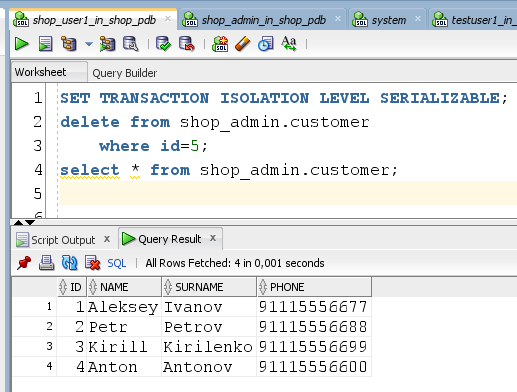 shop_user1_in_shop_pdb x shop_admin_in_shop_pdb x system x testuser1_in_
Worksheet Query Builder
1 SET TRANSACTION ISOLATION LEVEL SERIALIZABLE;
2 delete from shop_admin.customer
3 where id=5;
4 select * from shop_admin.customer;
5
6
Script Output x Query Result x
SQL | All Rows Fetched: 4 in 0,001 seconds
ID NAME SURNAME PHONE
1 1 Aleksey Ivanov 91115556677
2 2 Petr Petrov 91115556688
3 3 Kirill Kirilenko 91115556699
4 4 Anton Antonov 91115556600